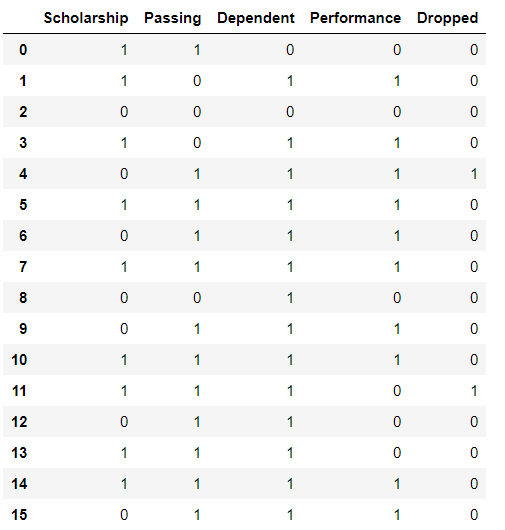 Scholarship Passing Dependent Performance Dropped
0 1 1 0 0 0
1 1 0 1 1 0
2 0 0 0 0 0
3 1 0 1 1 0
4 0 1 1 1 1
5 1 1 1 1 0
6 0 1 1 1 0
7 1 1 1 1 0
8 0 0 1 0 0
9 0 1 1 1 0
10 1 1 1 1 0
11 1 1 1 0 1
12 0 1 1 0 0
13 1 1 1 0 0
14 1 1 1 1 0
15 0 1 1 1 0